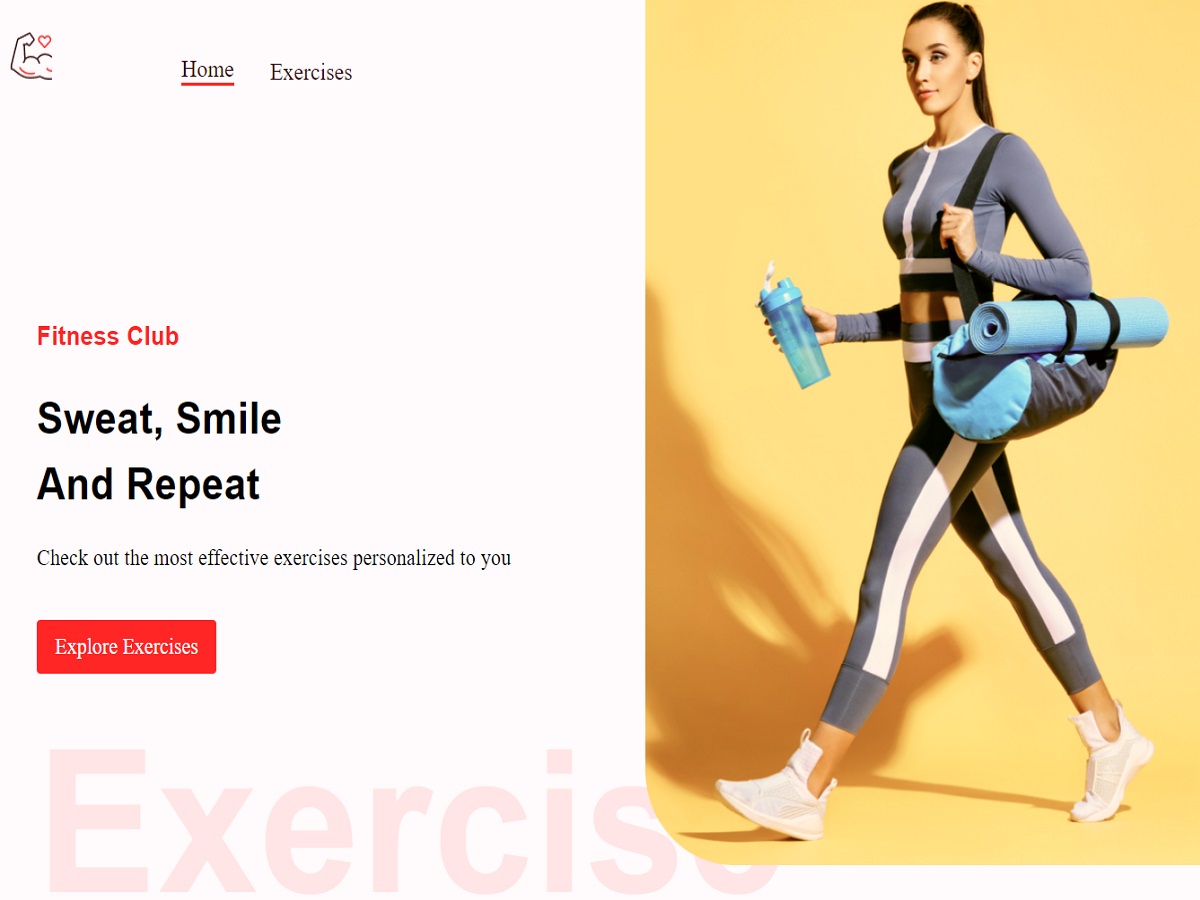 Home
Exercises
Fitness Club
Sweat, Smile
And Repeat
Check out the most effective exercises personalized to you
Explore Exercises
Exercise